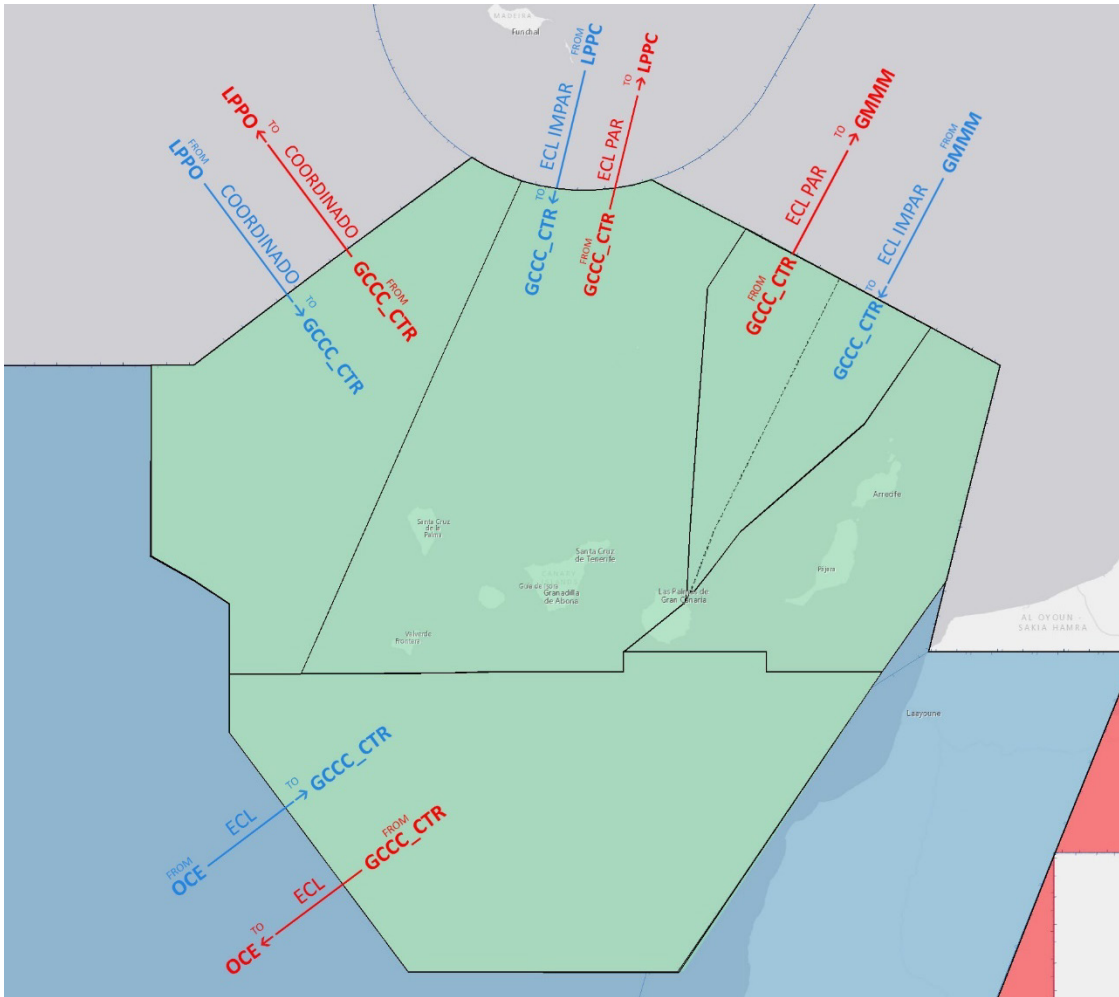 MADEIRA
Funchal
FROM
LPPC
ECL IMPAR
TO
GCCC_CTR
LPPC
TO
ECL PAR
FROM
GCCC_CTR
LPPO
TO
COORDINADO
FROM
GCCC_CTR
FROM
LPPO
COORDINADO
TO
GCCC_CTR
GMMM
TO
ECL PAR
FROM
GCCC_CTR
FROM
GMMM
ECL IMPAR
TO
GCCC_CTR
Arrecife
Santa Cruz
de la
Palma
Santa Cruz
de Tenerife
Granadilla
de Abona
Las Palmas de
Gran Canaria
Pájara
Valverde
Frontera
AL OYOUN -
SAKIA HAMRA
Laayoune
FROM
OCE
ECL
TO
GCCC_CTR
FROM
GCCC_CTR
ECL
TO
OCE